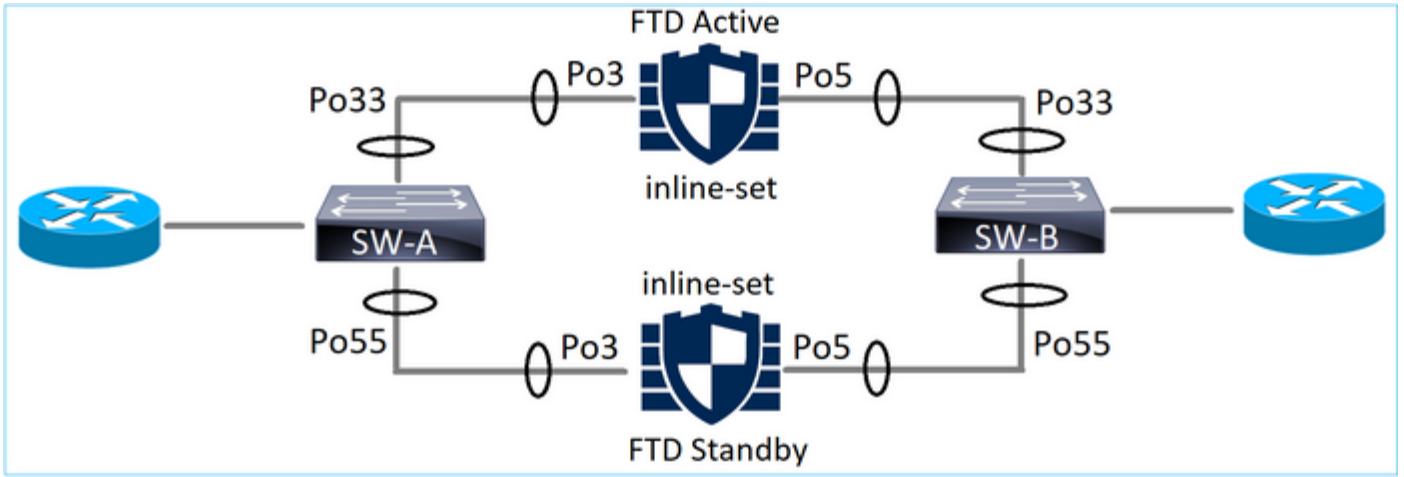 FTD Active
Po3
Po5
Po33
Po33
inline-set
SW-A
SW-B
inline-set
Po55
Po3
Po5
Po55
FTD Standby